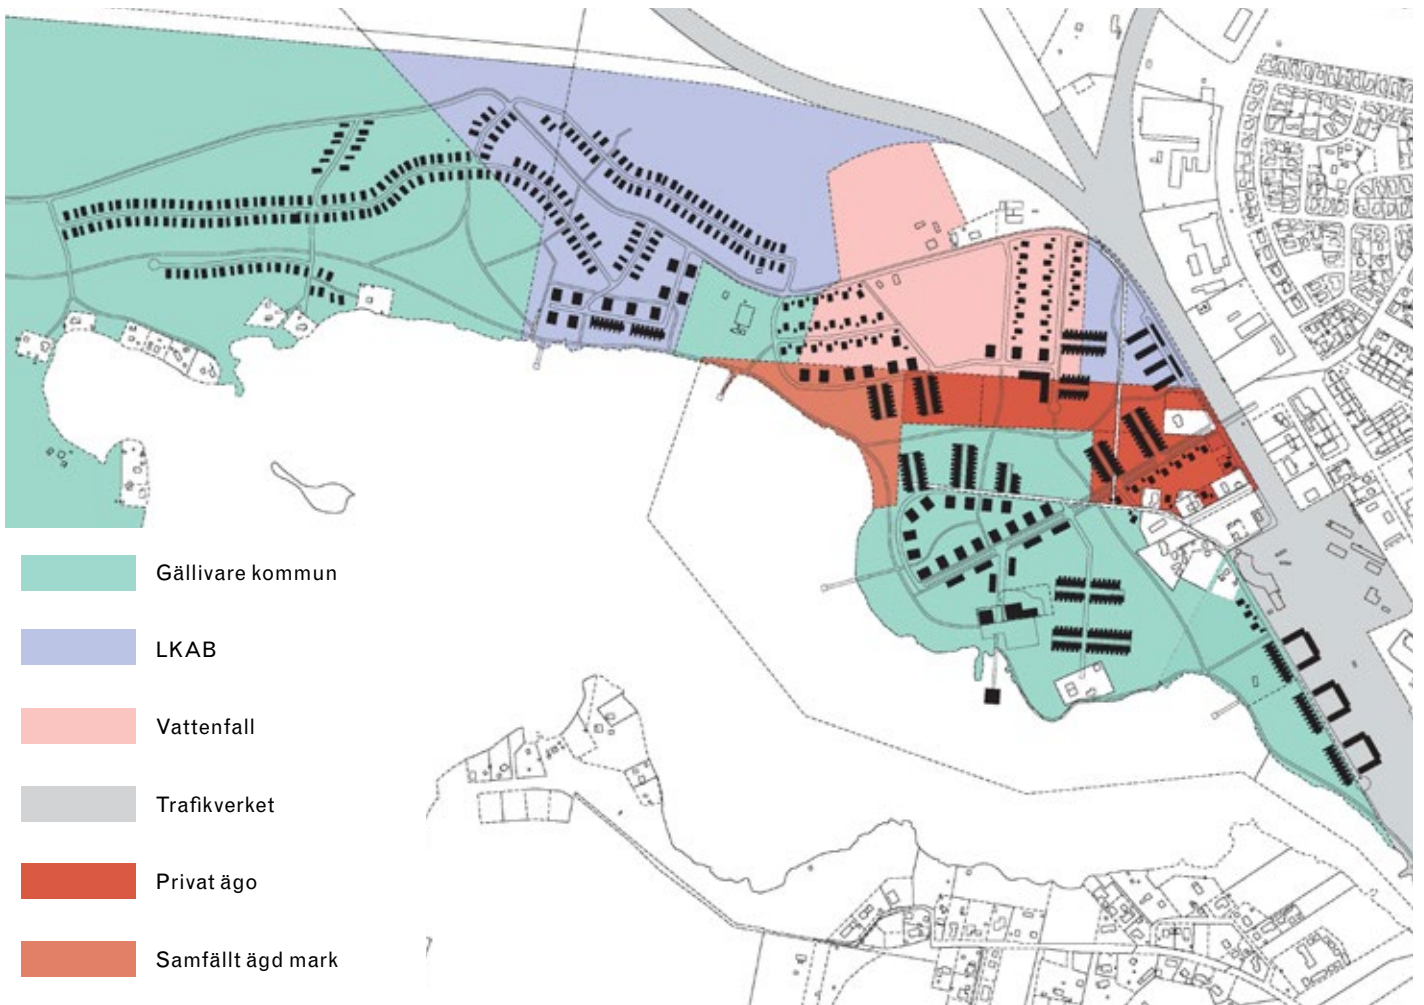 Gällivare kommun
LKAB
Vattenfall
Trafikverket
Privat ägo
Samfällt ägd mark